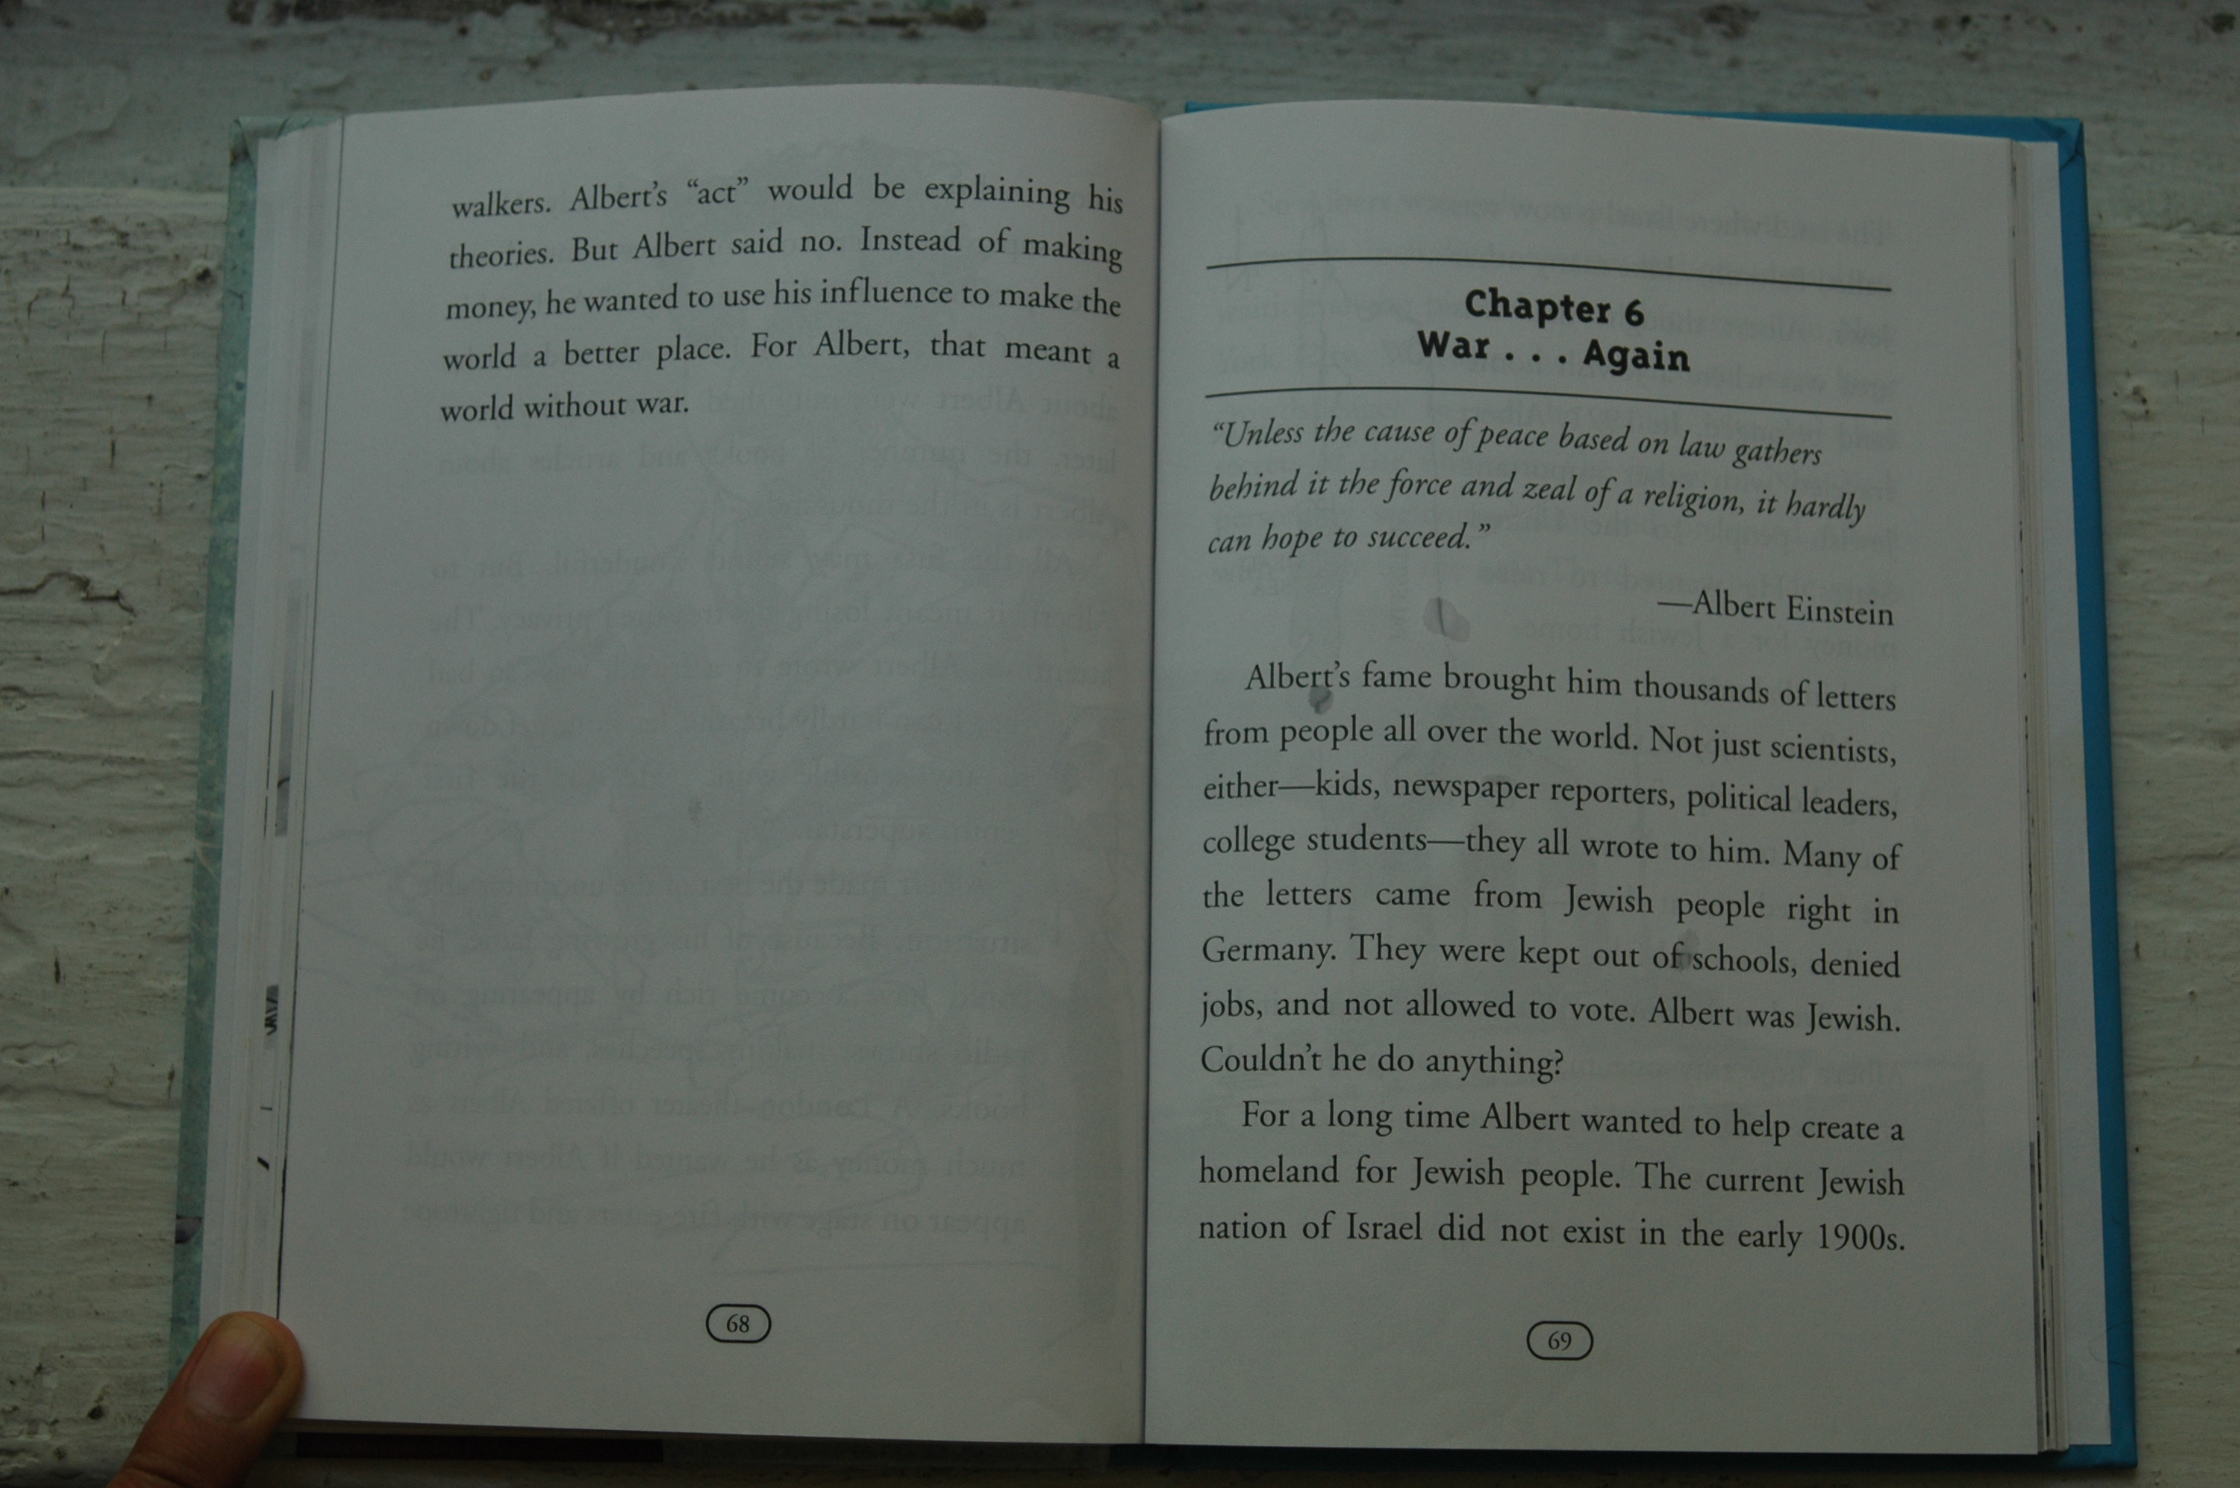 walkers. Albert’s “act” would be explaining his
theories. But Albert said no. Instead of making
money, he wanted to use his influence to make the
world a better place. For Albert, that meant a
world without war.
68
Chapter 6
War . . . Again
“Unless the cause of peace based on law gathers
behind it the force and zeal of a religion, it hardly
can hope to succeed.”
—Albert Einstein
Albert’s fame brought him thousands of letters
from people all over the world. Not just scientists,
either—kids, newspaper reporters, political leaders,
college students—they all wrote to him. Many of
the letters came from Jewish people right in
Germany. They were kept out of schools, denied
jobs, and not allowed to vote. Albert was Jewish.
Couldn’t he do anything?
For a long time Albert wanted to help create a
homeland for Jewish people. The current Jewish
nation of Israel did not exist in the early 1900s.
69